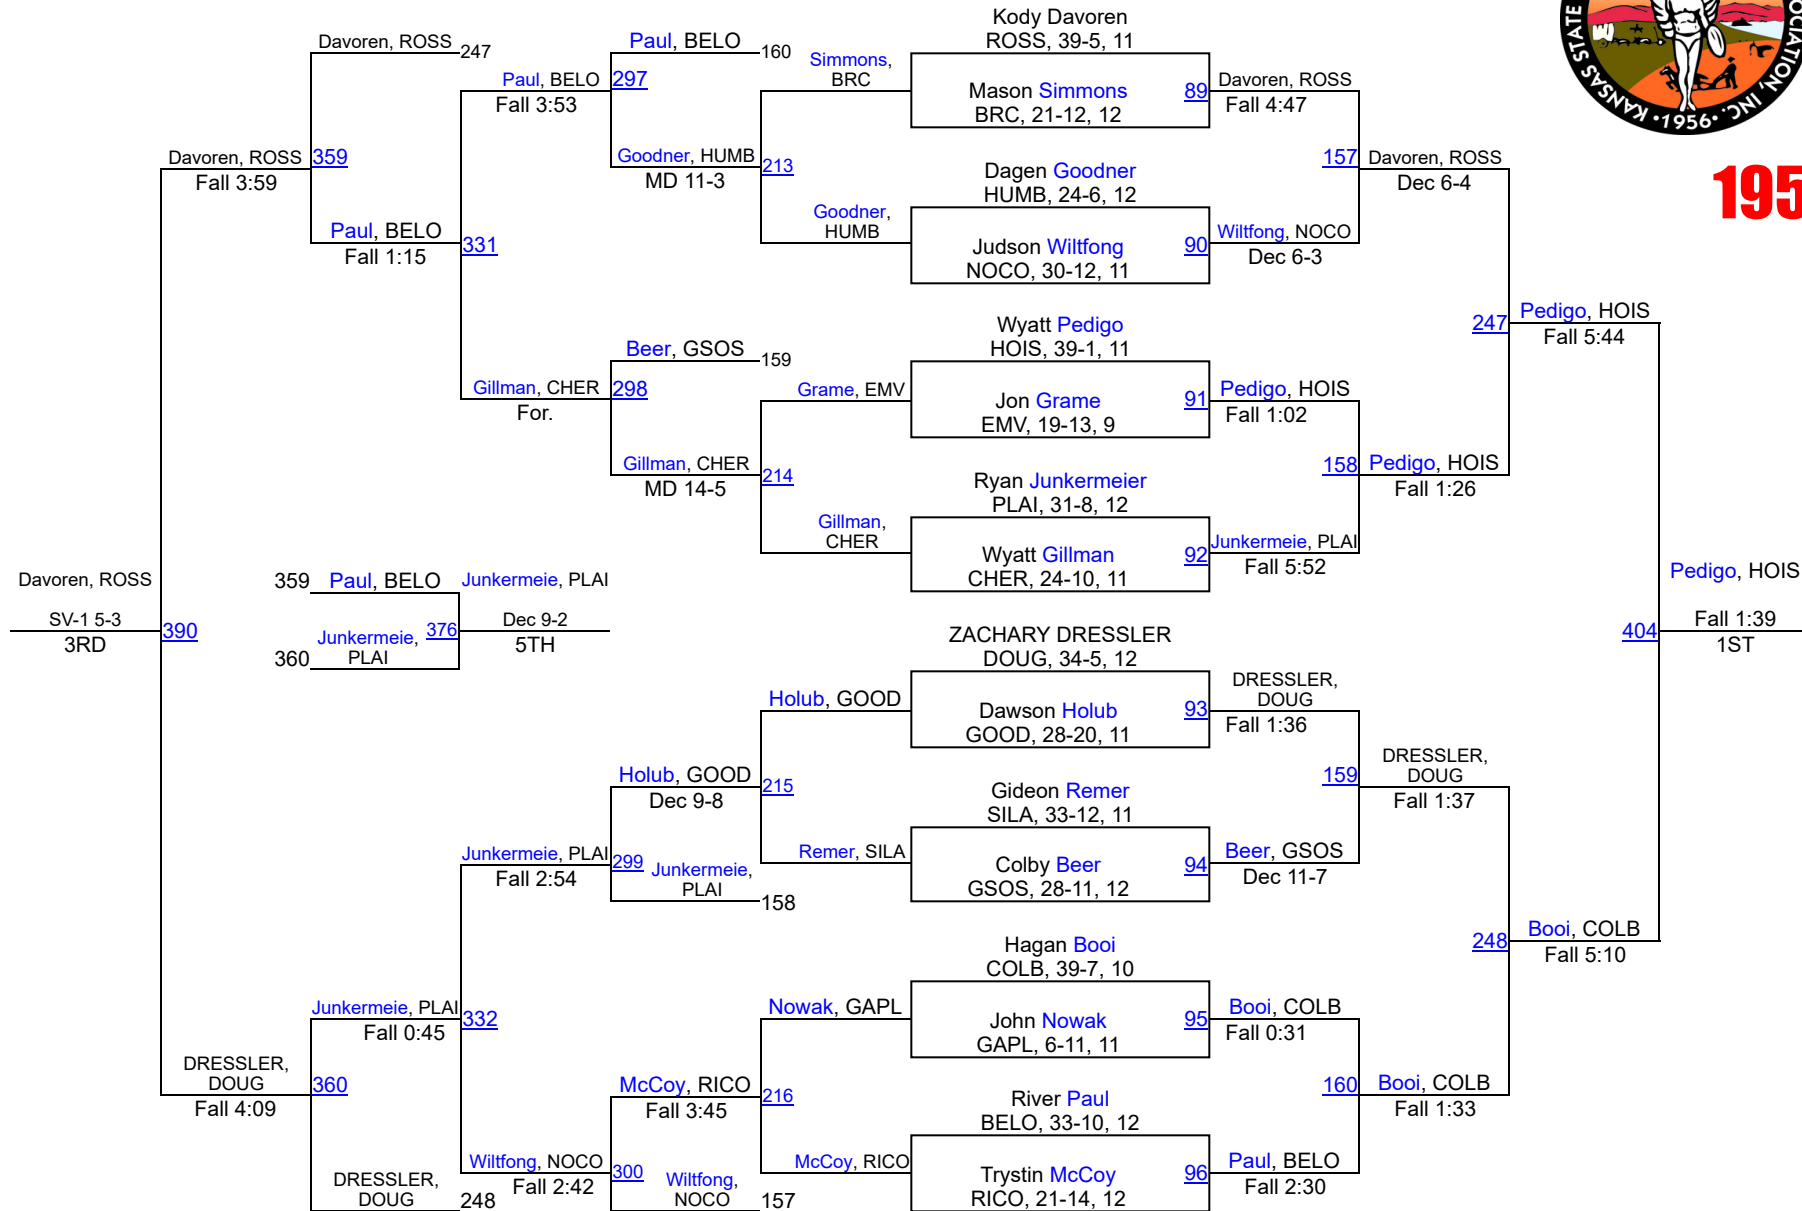 Davoren, ROSS
247
Paul, BELO
160
Paul, BELO
297
Fall 3:53
Goodner, HUMB
MD 11-3
Davoren, ROSS
359
Fall 3:59
Paul, BELO
331
Fall 1:15
Beer, GSOS
159
Gillman, CHER
298
For.
Gillman, CHER
MD 14-5
Simmons,
BRC
213
Goodner,
HUMB
Grame, EMV
214
Gillman,
CHER
Kody Davoren
ROSS, 39-5, 11
Mason Simmons
BRC, 21-12, 12
89
Davoren, ROSS
Fall 4:47
Dagen Goodner
HUMB, 24-6, 12
Judson Wiltfong
NOCO, 30-12, 11
90
Wiltfong, NOCO
Dec 6-3
157
Davoren, ROSS
Dec 6-4
Wyatt Pedigo
HOIS, 39-1, 11
Jon Grame
EMV, 19-13, 9
91
Pedigo, HOIS
Fall 1:02
Ryan Junkermeier
PLAI, 31-8, 12
Wyatt Gillman
CHER, 24-10, 11
92
Junkermeie, PLAI
Fall 5:52
158
Pedigo, HOIS
Fall 1:26
247
Pedigo, HOIS
Fall 5:44
KANSAS STATE
OCIATION, INC.
•1956•
195
Davoren, ROSS
SV-1 5-3
3RD
390
359
Paul, BELO
Junkermeie,
PLAI
360
376
Junkermeie, PLAI
Dec 9-2
5TH
404
Pedigo, HOIS
Fall 1:39
1ST
ZACHARY DRESSLER
DOUG, 34-5, 12
Dawson Holub
GOOD, 28-20, 11
93
DRESSLER,
DOUG
Fall 1:36
Gideon Remer
SILA, 33-12, 11
Colby Beer
GSOS, 28-11, 12
94
Beer, GSOS
Dec 11-7
159
DRESSLER,
DOUG
Fall 1:37
Hagan Booi
COLB, 39-7, 10
John Nowak
GAPL, 6-11, 11
95
Booi, COLB
Fall 0:31
River Paul
BELO, 33-10, 12
Trystin McCoy
RICO, 21-14, 12
96
Paul, BELO
Fall 2:30
160
Booi, COLB
Fall 1:33
248
Booi, COLB
Fall 5:10
Holub, GOOD
215
Remer, SILA
Holub, GOOD
Dec 9-8
299
Junkermeie,
PLAI
158
Junkermeie, PLAI
Fall 2:54
Nowak, GAPL
216
McCoy, RICO
McCoy, RICO
Fall 3:45
300
Wiltfong,
NOCO
157
Wiltfong, NOCO
Fall 2:42
332
Junkermeie, PLAI
Fall 0:45
360
DRESSLER,
DOUG
248
DRESSLER,
DOUG
Fall 4:09